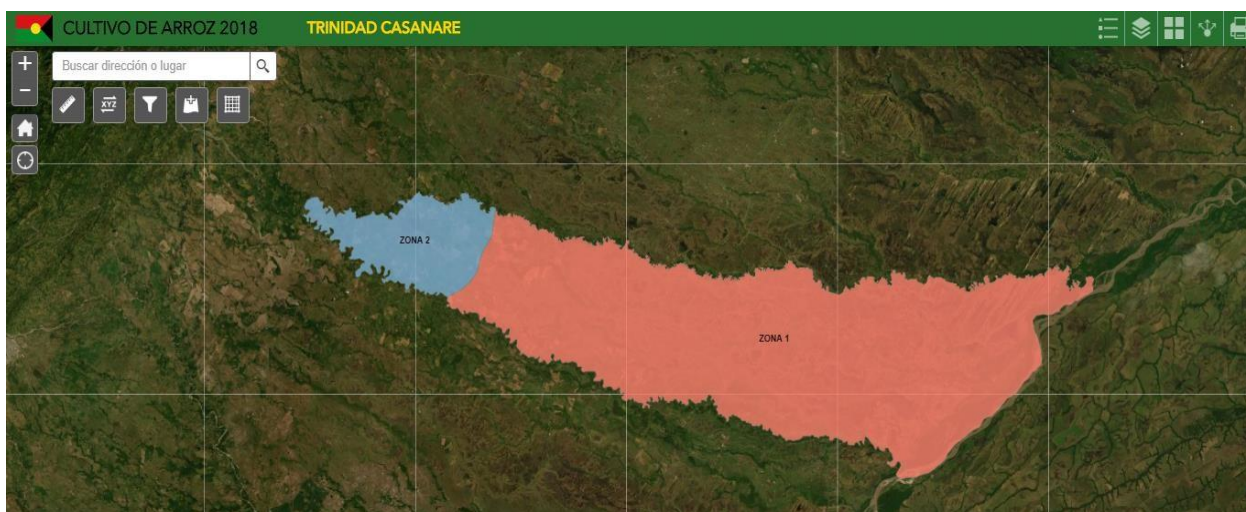 CULTIVO DE ARROZ 2018 TRINIDAD CASANARE
Buscar dirección o lugar
XYZ
ZONA 2
ZONA 1